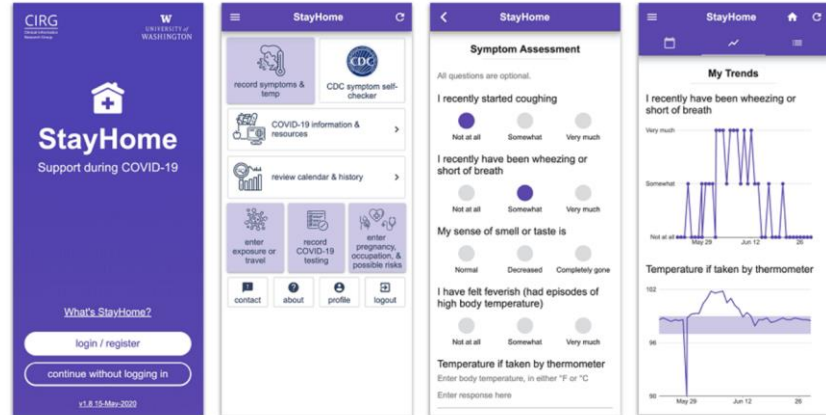 CIRG
Clinical Informatics
Research Group
W
UNIVERSITY of
WASHINGTON
StayHome
Support during COVID-19
What's StayHome?
login / register
continue without logging in
v1.8 15-May-2020
StayHome
record symptoms &
temp
CDC
CDC symptom self-
checker
COVID-19 information &
resources
review calendar & history
enter
exposure or
travel
record
COVID-19
testing
enter
pregnancy,
occupation, &
possible risks
contact
about
profile
logout
StayHome
Symptom Assessment
All questions are optional.
I recently started coughing
Not at all
Somewhat
Very much
I recently have been wheezing or
short of breath
Not at all
Somewhat
Very much
My sense of smell or taste is
Normal
Decreased
Completely gone
I have felt feverish (had episodes of
high body temperature)
Not at all
Somewhat
Very much
Temperature if taken by thermometer
Enter body temperature, in either °F or °C
Enter response here
StayHome
My Trends
I recently have been wheezing or
short of breath
Very much
Somewhat
Not at all
May 29
Jun 12
26
Temperature if taken by thermometer
102
96
May 29
Jun 12
26